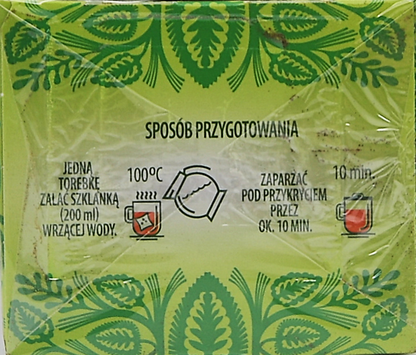 SPOSÓB PRZYGOTOWANIA
JEDNĄ
TOREBKĘ
ZALAĆ SZKLANKĄ
(200 ml)
WRZĄCEJ WODY.
100ºC
ZAPARZAĆ
POD PRZYKRYCIEM
PRZEZ
OK. 10 MIN.
10 min.